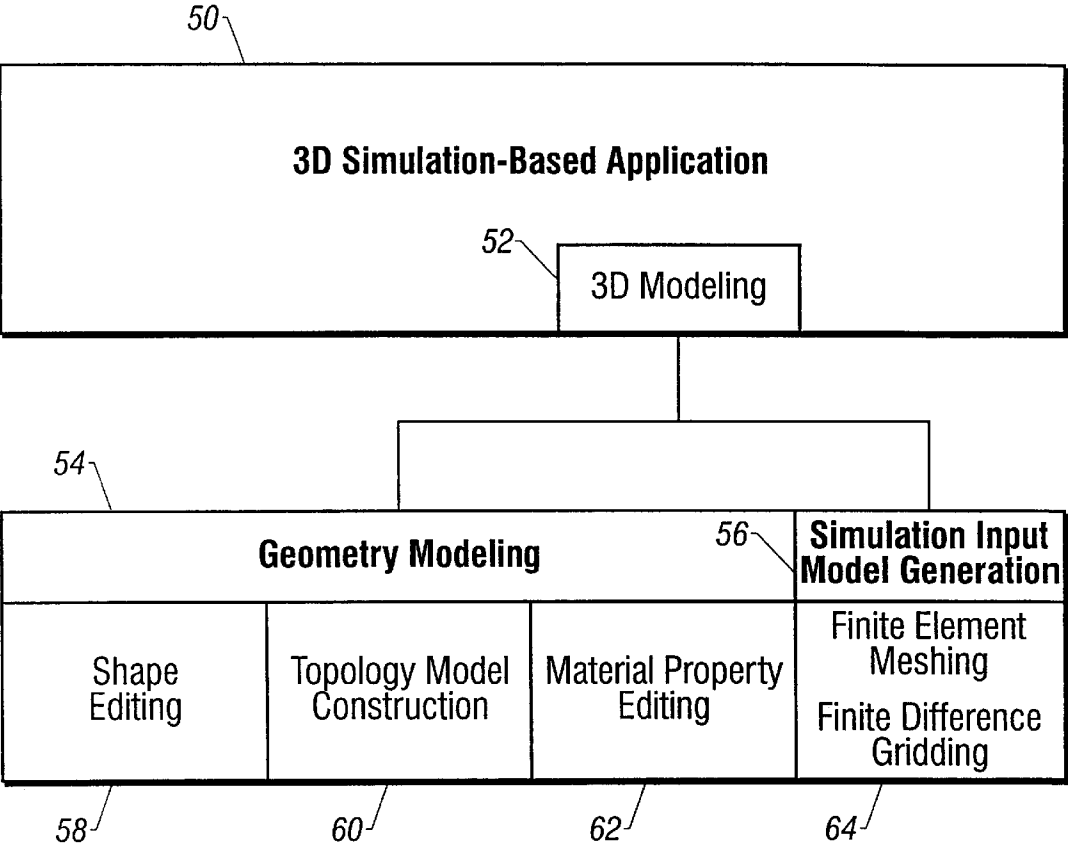 50
3D Simulation-Based Application
52
3D Modeling
54
Geometry Modeling
56
Simulation Input
Model Generation
Shape
Editing
Topology Model
Construction
Material Property
Editing
Finite Element
Meshing
Finite Difference
Gridding
58
60
62
64